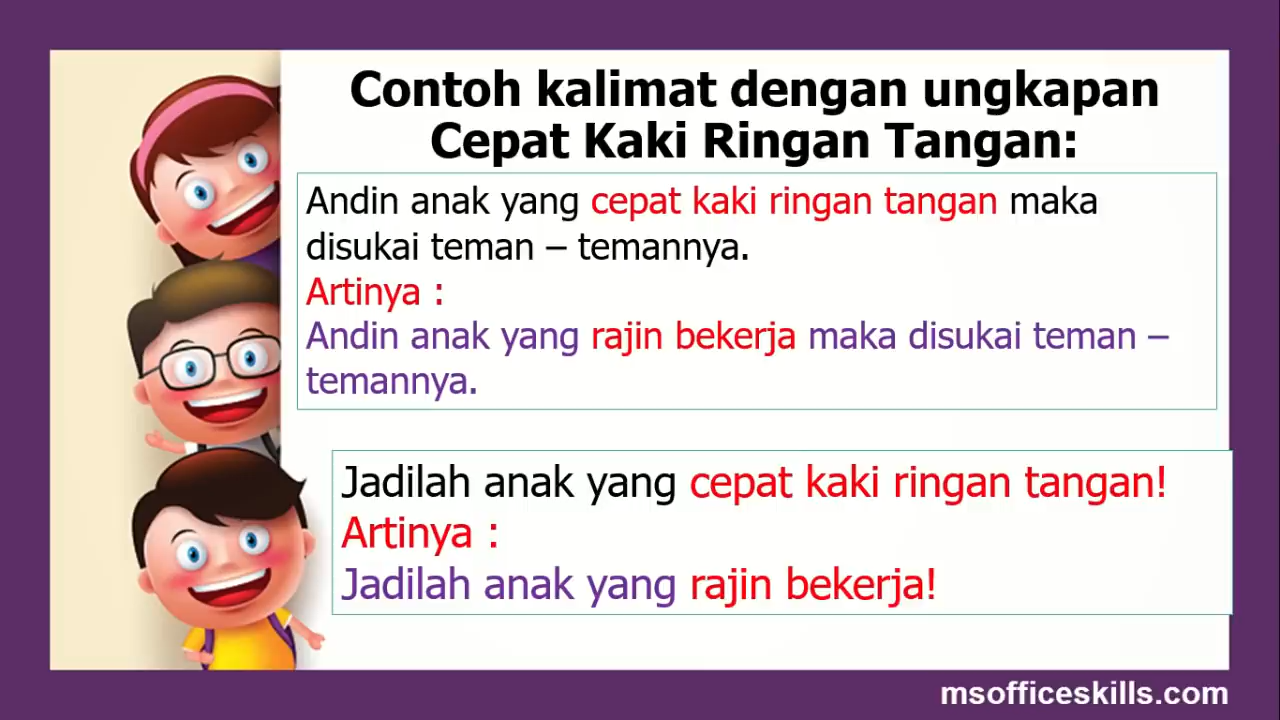 Contoh kalimat dengan ungkapan
Cepat Kaki Ringan Tangan:
Andin anak yang cepat kaki ringan tangan maka
disukai teman – temannya.
Artinya :
Andin anak yang rajin bekerja maka disukai teman –
temannya.
Jadilah anak yang cepat kaki ringan tangan!
Artinya :
Jadilah anak yang rajin bekerja!
msofficeskills.com